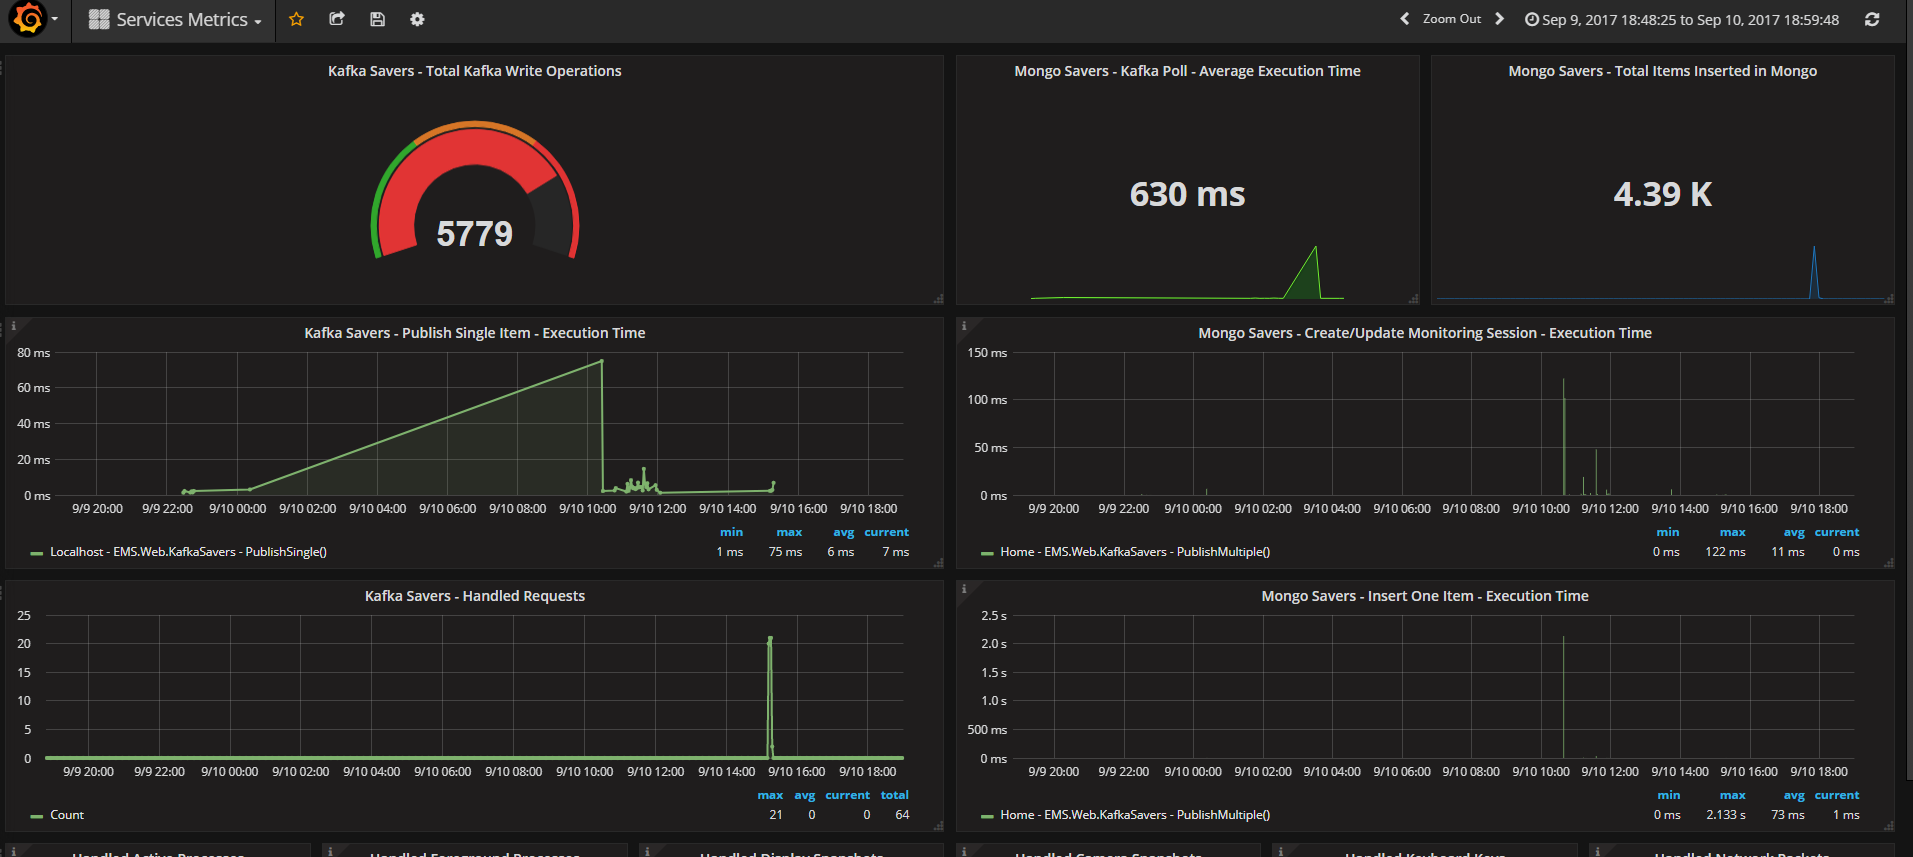 Services Metrics
Zoom Out
Sep 9, 2017 18:48:25 to Sep 10, 2017 18:59:48
Kafka Savers - Total Kafka Write Operations
5779
Mongo Savers - Kafka Poll - Average Execution Time
630 ms
Mongo Savers - Total Items Inserted in Mongo
4.39 K
Kafka Savers - Publish Single Item - Execution Time
80 ms
60 ms
40 ms
20 ms
0 ms
9/9 20:00 9/9 22:00 9/10 00:00 9/10 02:00 9/10 04:00 9/10 06:00 9/10 08:00 9/10 10:00 9/10 12:00 9/10 14:00 9/10 16:00 9/10 18:00
min max avg current
Localhost - EMS.Web.KafkaSavers - PublishSingle() 1 ms 75 ms 6 ms 7 ms
Mongo Savers - Create/Update Monitoring Session - Execution Time
150 ms
100 ms
50 ms
0 ms
9/9 20:00 9/9 22:00 9/10 00:00 9/10 02:00 9/10 04:00 9/10 06:00 9/10 08:00 9/10 10:00 9/10 12:00 9/10 14:00 9/10 16:00 9/10 18:00
min max avg current
Home - EMS.Web.KafkaSavers - PublishMultiple() 0 ms 122 ms 11 ms 0 ms
Kafka Savers - Handled Requests
25
20
15
10
5
0
9/9 20:00 9/9 22:00 9/10 00:00 9/10 02:00 9/10 04:00 9/10 06:00 9/10 08:00 9/10 10:00 9/10 12:00 9/10 14:00 9/10 16:00 9/10 18:00
max avg current total
Count 21 0 0 64
Mongo Savers - Insert One Item - Execution Time
2.5 s
2.0 s
1.5 s
1.0 s
500 ms
0 ms
9/9 20:00 9/9 22:00 9/10 00:00 9/10 02:00 9/10 04:00 9/10 06:00 9/10 08:00 9/10 10:00 9/10 12:00 9/10 14:00 9/10 16:00 9/10 18:00
min max avg current
Home - EMS.Web.KafkaSavers - PublishMultiple() 0 ms 2.133 s 73 ms 1 ms
Handled Active Processes
Handled Foreground Processes
Handled Display Snapshots
Handled Camera Snapshots
Handled Keyboard Keys
Handled Network Packets